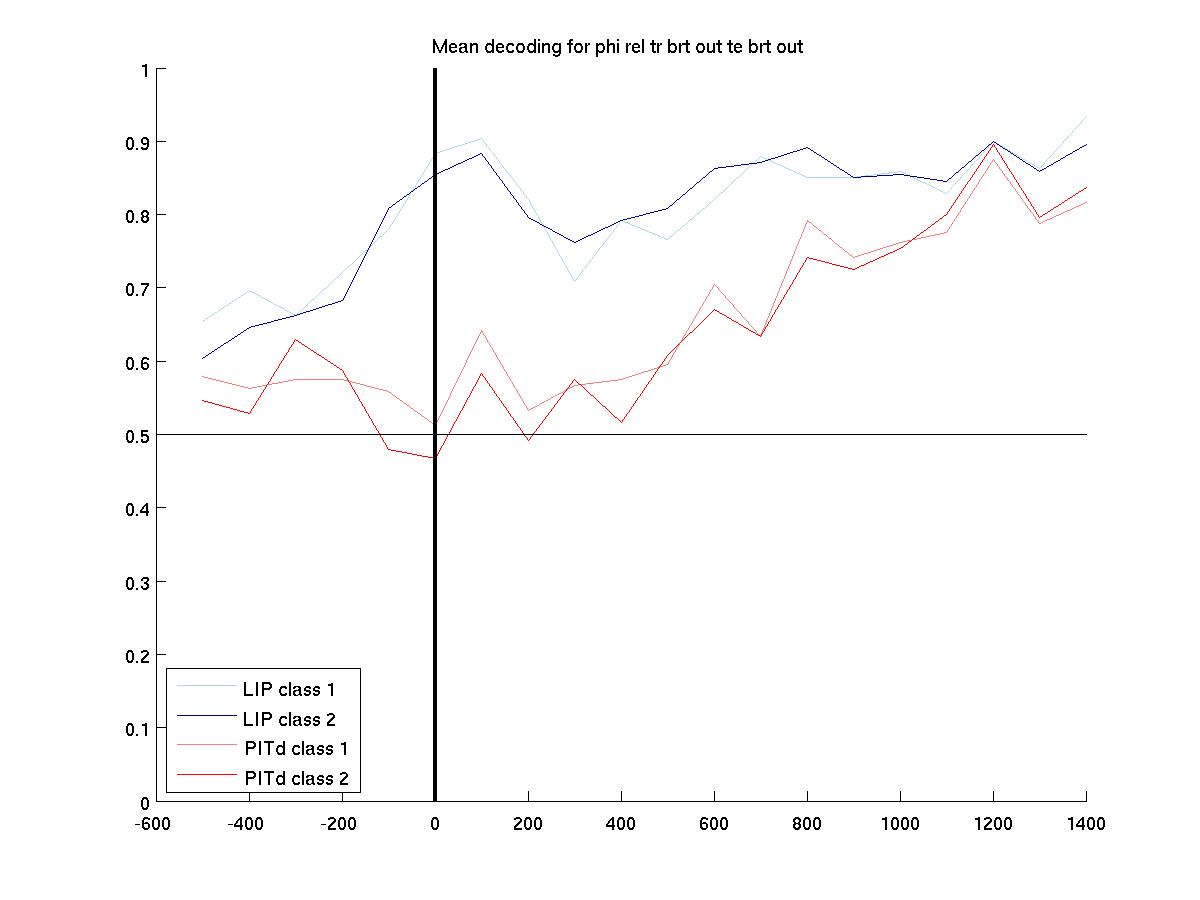 Mean decoding for phi rel tr brt out te brt out
1
0.9
0.8
0.7
0.6
0.5
0.4
0.3
0.2
0.1
0
LIP class 1
LIP class 2
PITd class 1
PITd class 2
-600 -400 -200 0 200 400 600 800 1000 1200 1400